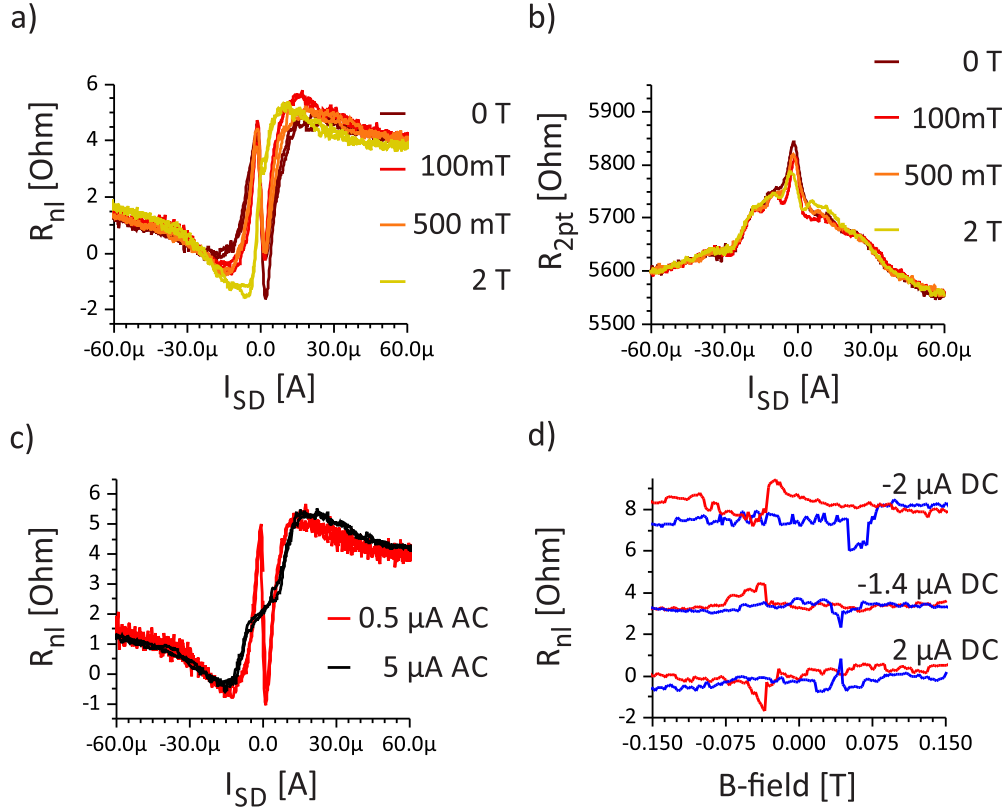 a)
R_nl [Ohm]
6
4
2
0
-2
0 T
100mT
500 mT
2 T
-60.0μ -30.0μ 0.0 30.0μ 60.0μ
I_SD [A]
b)
R_2pt [Ohm]
5900
5800
5700
5600
5500
0 T
100mT
500 mT
2 T
-60.0μ -30.0μ 0.0 30.0μ 60.0μ
I_SD [A]
c)
R_nl [Ohm]
6
5
4
3
2
1
0
-1
0.5 μA AC
5 μA AC
-60.0μ -30.0μ 0.0 30.0μ 60.0μ
I_SD [A]
d)
R_nl [Ohm]
8
6
4
2
0
-2
-2 μA DC
-1.4 μA DC
2 μA DC
-0.150 -0.075 0.000 0.075 0.150
B-field [T]